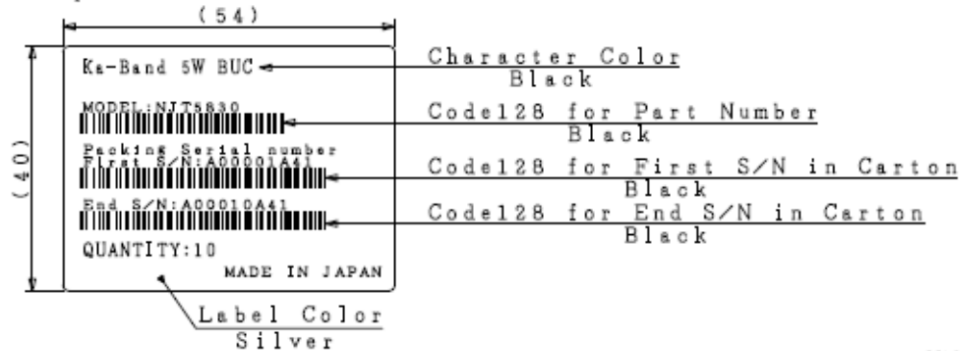 (54)
(40)
Ka-Band 5W BUC
Character Color
Black
MODEL:NJT5830
Code128 for Part Number
Black
Packing Serial number
First S/N:A00001A41
Code128 for First S/N in Carton
Black
End S/N:A00010A41
Code128 for End S/N in Carton
Black
QUANTITY:10
MADE IN JAPAN
Label Color
Silver